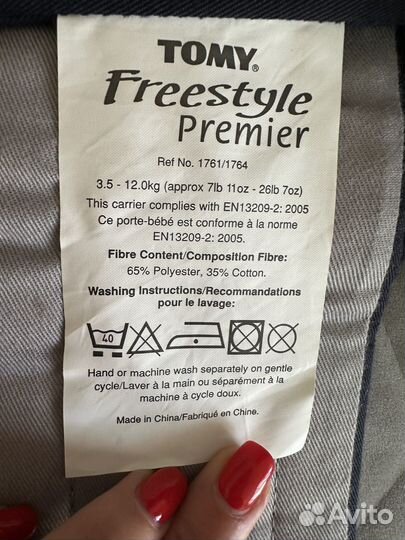 TOMY®
Freestyle
Premier
Ref No. 1761/1764
3.5 - 12.0kg (approx 7lb 11oz - 26lb 7oz)
This carrier complies with EN13209-2: 2005
Ce porte-bébé est conforme à la norme
EN13209-2: 2005.
Fibre Content/Composition Fibre:
65% Polyester, 35% Cotton.
Washing Instructions/Recommandations
pour le lavage:
40
Hand or machine wash separately on gentle
cycle/Laver à la main ou séparément à la
machine à cycle doux.
Made in China/Fabriqué en Chine.
Avito